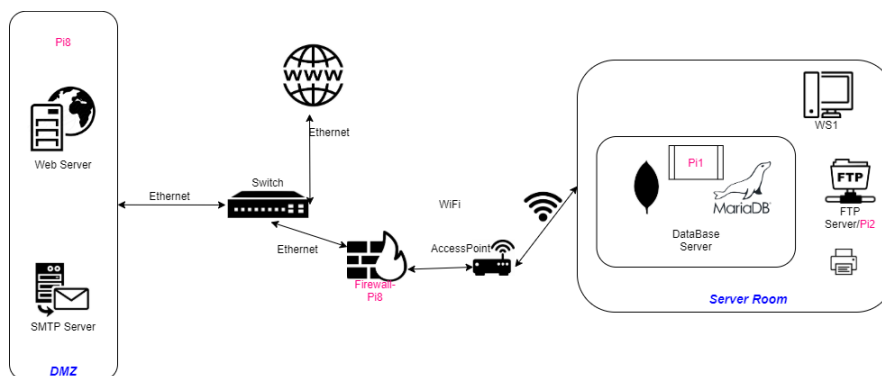 Pi8
Web Server
SMTP Server
DMZ
Ethernet
WWW
Ethernet
Switch
Ethernet
Firewall-
Pi8
WiFi
AccessPoint
Pi1
MariaDB
DataBase
Server
WS1
FTP
FTP
Server/Pi2
Server Room